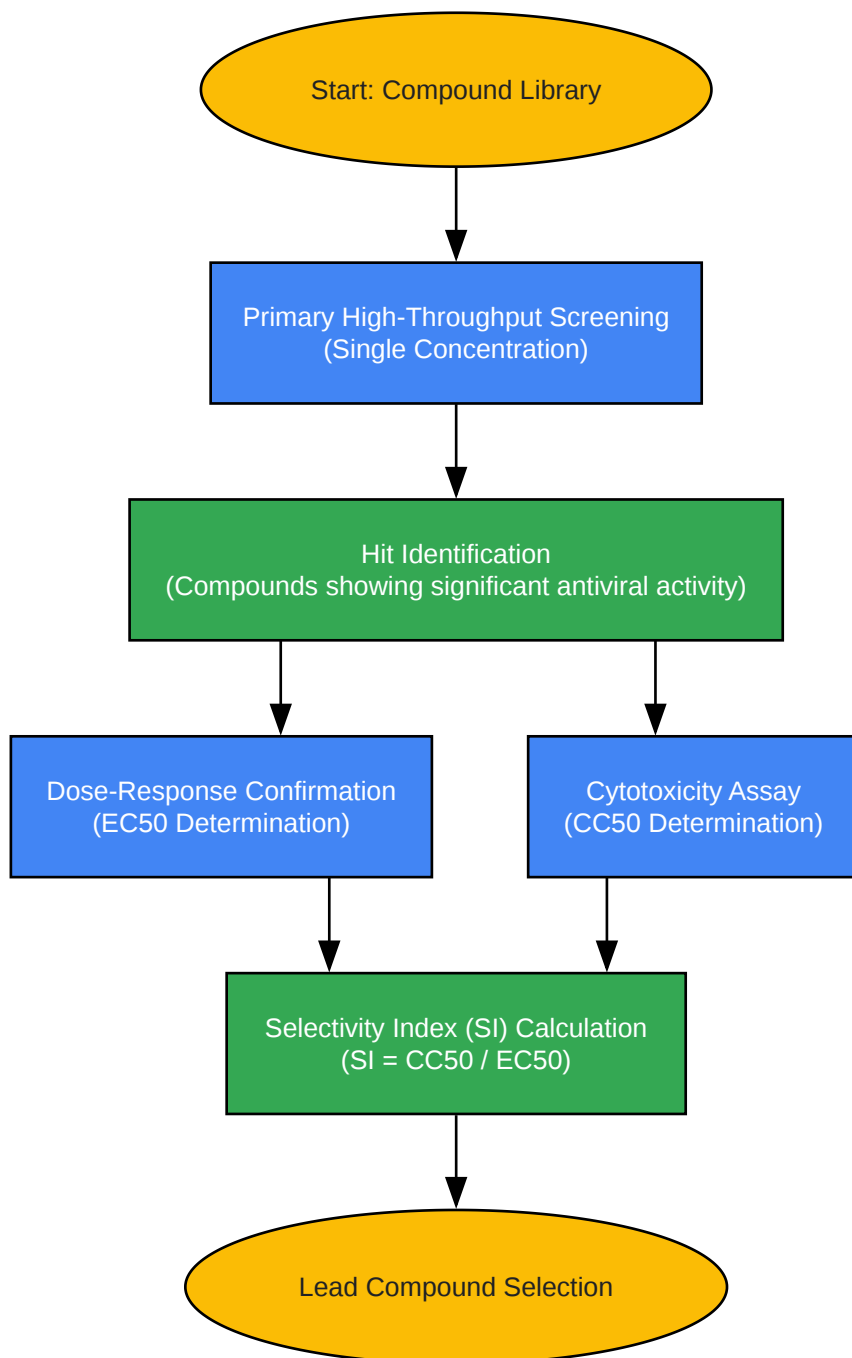 Start: Compound Library
Primary High-Throughput Screening
(Single Concentration)
Hit Identification
(Compounds showing significant antiviral activity)
Dose-Response Confirmation
(EC50 Determination)
Cytotoxicity Assay
(CC50 Determination)
Selectivity Index (SI) Calculation
(SI = CC50 / EC50)
Lead Compound Selection